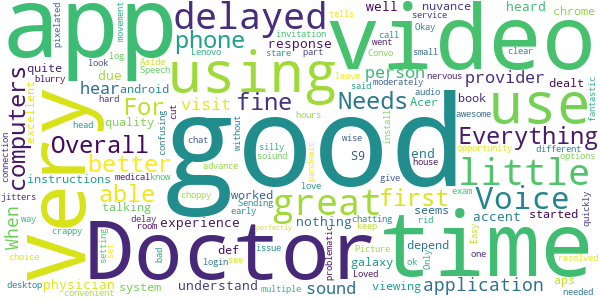 app
video
good
Doctor
time
very
using
use
delayed
great
little
Voice
Everything
Needs
phone
computers
Overall
better
able
first
application
For
fine
hear
person
provider
sound
physician
visit
experience
response
When
well
heard
chrome
nuvance
Acer
book
dealt
end
S9
accent
started
seems
nothing
worked
def
galaxy
depend
viewing
aps
understand
system
talking
instructions
quality
android
due
quite
excellent
pixelated
movement
log
look
blurry
hard
Lenovo
Aside
Speech
tells
invitation
stare
part
Convo
call
went
Okay
service
small
clear
said
moderately
nervous
audio
leave
awesome
fantastic
different
options
opportunity
wise
install
house
give
chat
cut
without
silly
soiund
hours
pandemic
love
advance
confusing
choppy
Sending
early
login
see
issue
multiple
perfectly
problematic
chatting
keep
Picture
Loved
ok
Only
rid
Easy
one
exam
quickly
resolved
needed
convenient
desktop
choice
crappy
way
jitters
connection
head
medical
know
delay
room
setting
set
bad